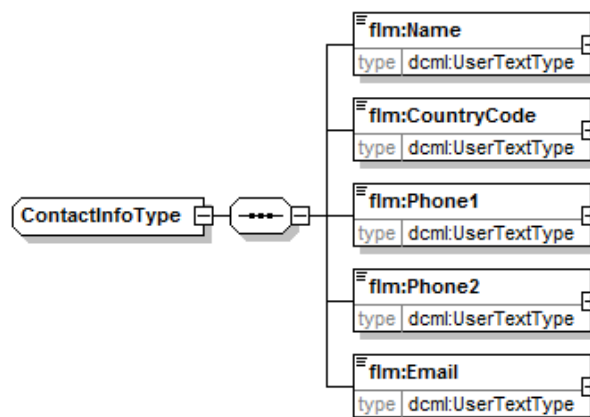 flm:Name
type dcml:UserTextType
flm:CountryCode
type dcml:UserTextType
ContactInfoType
flm:Phone1
type dcml:UserTextType
flm:Phone2
type dcml:UserTextType
flm:Email
type dcml:UserTextType